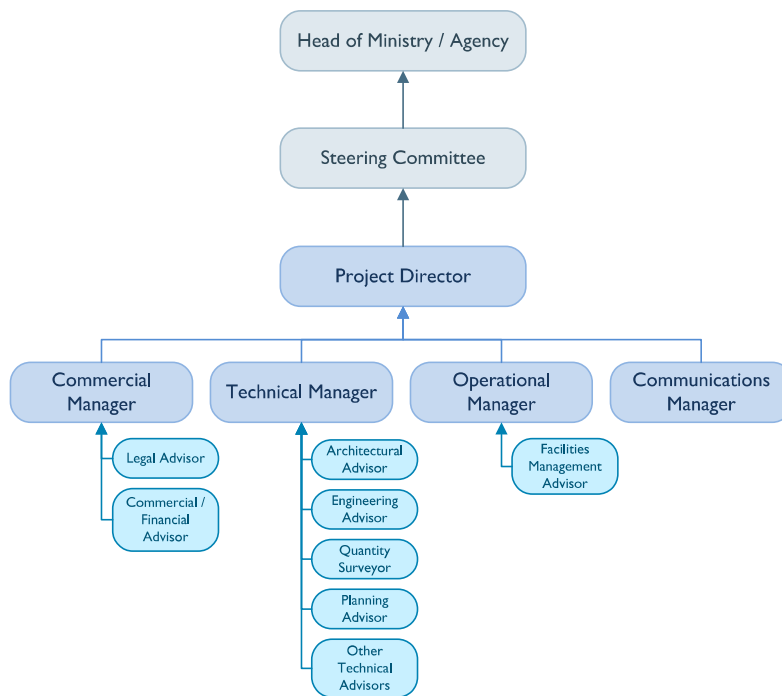 Head of Ministry / Agency
Steering Committee
Project Director
Commercial
Manager
Technical Manager
Operational
Manager
Communications
Manager
Legal Advisor
Commercial /
Financial
Advisor
Architectural
Advisor
Engineering
Advisor
Quantity
Surveyor
Planning
Advisor
Other
Technical
Advisors
Facilities
Management
Advisor